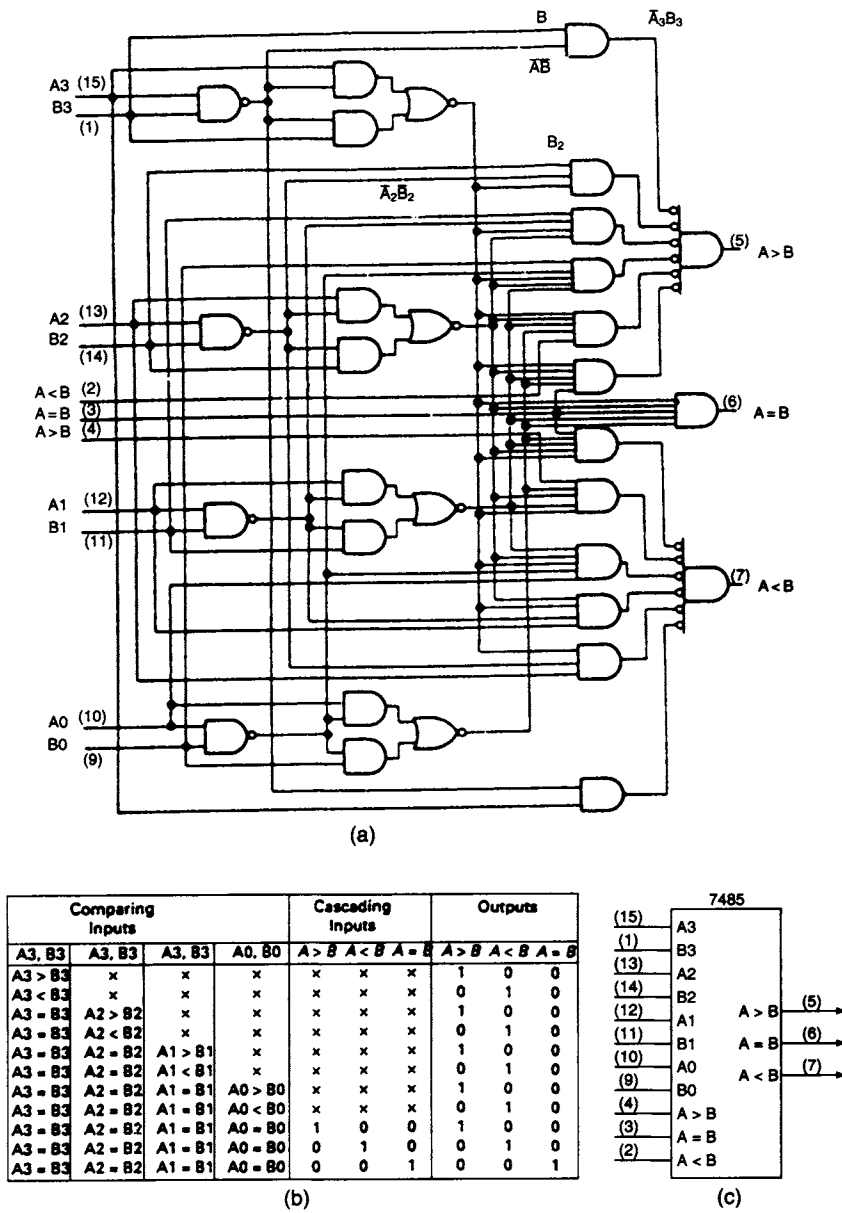 B
A̅₃B₃
A̅B̅
A3 (15)
B3
(1)
B₂
A̅₂B̅₂
(5) A > B
A2 (13)
B2
(14)
A < B (2)
A = B (3)
A > B (4)
(6) A = B
A1 (12)
B1
(11)
(7) A < B
A0 (10)
B0
(9)
(a)
Comparing Inputs Cascading Inputs Outputs
A3, B3 A3, B3 A3, B3 A0, B0 A > B A < B A = B A > B A < B A = B
A3 > B3 × × × × × × 1 0 0
A3 < B3 × × × × × × 0 1 0
A3 = B3 A2 > B2 × × × × × 1 0 0
A3 = B3 A2 < B2 × × × × × 0 1 0
A3 = B3 A2 = B2 A1 > B1 × × × × 1 0 0
A3 = B3 A2 = B2 A1 < B1 × × × × 0 1 0
A3 = B3 A2 = B2 A1 = B1 A0 > B0 × × × 1 0 0
A3 = B3 A2 = B2 A1 = B1 A0 < B0 × × × 0 1 0
A3 = B3 A2 = B2 A1 = B1 A0 = B0 1 0 0 1 0 0
A3 = B3 A2 = B2 A1 = B1 A0 = B0 0 1 0 0 1 0
A3 = B3 A2 = B2 A1 = B1 A0 = B0 0 0 1 0 0 1
(b)
7485
(15) A3
(1) B3
(13) A2
(14) B2
(12) A1
(11) B1
(10) A0
(9) B0
(4) A > B
(3) A = B
(2) A < B
A > B (5)
A = B (6)
A < B (7)
(c)